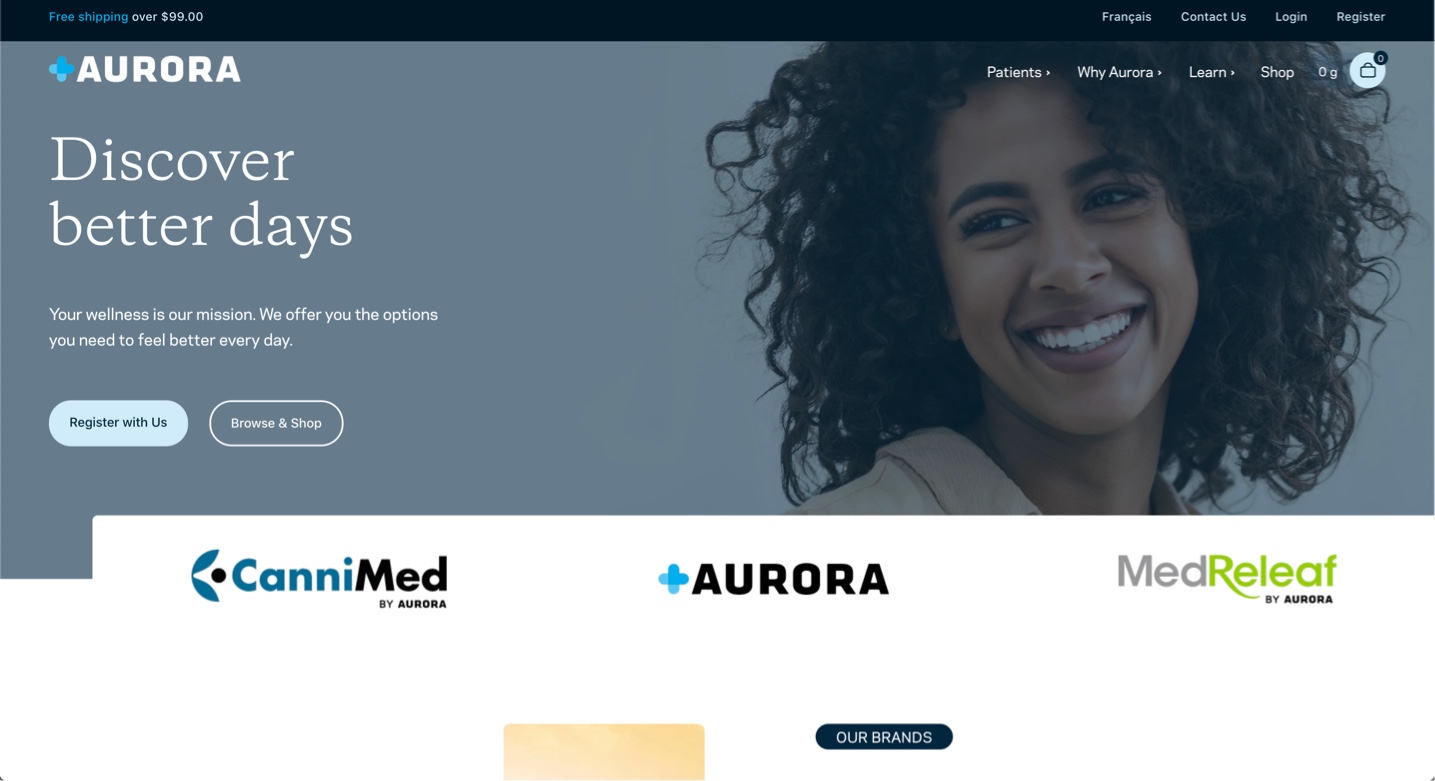 Free shipping over $99.00
Français Contact Us Login Register
AURORA
Patients › Why Aurora › Learn › Shop 0 g 0
Discover
better days
Your wellness is our mission. We offer you the options
you need to feel better every day.
Register with Us Browse & Shop
CanniMed
BY AURORA
AURORA
MedReleaf
BY AURORA
OUR BRANDS